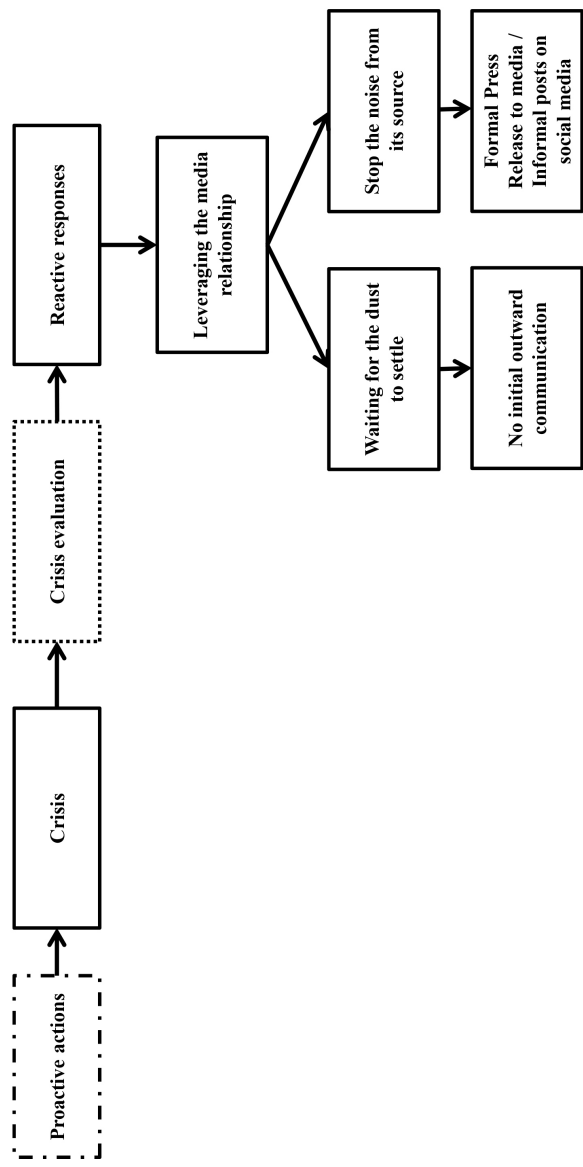 Proactive actions
Crisis
Crisis evaluation
Reactive responses
Leveraging the media
relationship
Waiting for the dust
to settle
Stop the noise from
its source
No initial outward
communication
Formal Press
Release to media /
Informal posts on
social media